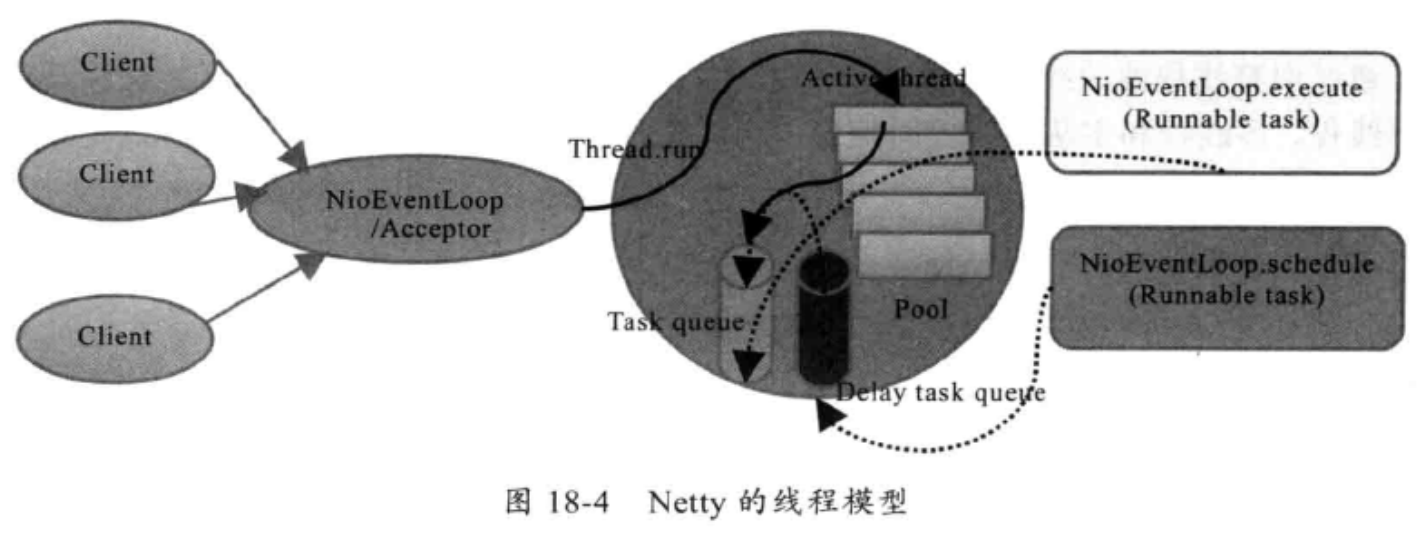 Client
Client
Client
NioEventLoop
/Acceptor
Thread.run
Active thread
Pool
Task queue
Delay task queue
NioEventLoop.execute
(Runnable task)
NioEventLoop.schedule
(Runnable task)
图 18-4 Netty 的线程模型